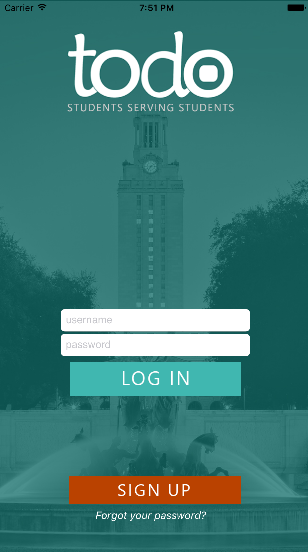 Carrier 7:51 PM
todo
STUDENTS SERVING STUDENTS
username
password
LOG IN
SIGN UP
Forgot your password?